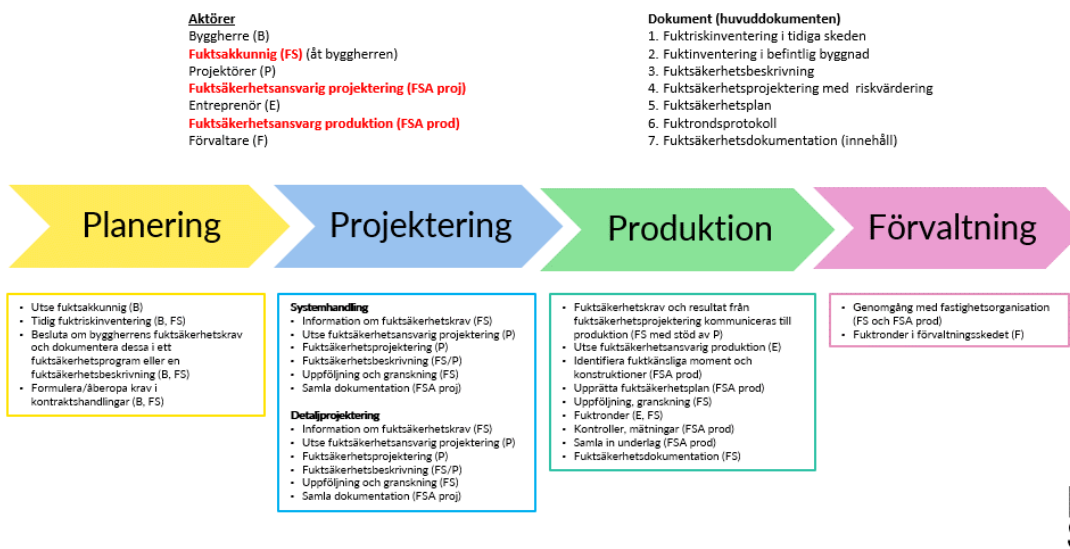 Aktörer
Byggherre (B)
Fuktsakkunnig (FS) (åt byggherren)
Projektörer (P)
Fuktsäkerhetsansvarig projektering (FSA proj)
Entreprenör (E)
Fuktsäkerhetsansvarg produktion (FSA prod)
Förvaltare (F)
Dokument (huvuddokumenten)
1. Fuktriskinventering i tidiga skeden
2. Fuktinventering i befintlig byggnad
3. Fuktsäkerhetsbeskrivning
4. Fuktsäkerhetsprojektering med riskvärdering
5. Fuktsäkerhetsplan
6. Fuktrondsprotokoll
7. Fuktsäkerhetsdokumentation (innehåll)
Planering
Projektering
Produktion
Förvaltning
• Utse fuktsakkunnig (B)
• Tidig fuktriskinventering (B, FS)
• Besluta om byggherrens fuktsäkerhetskrav
och dokumentera dessa i ett
fuktsäkerhetsprogram eller en
fuktsäkerhetsbeskrivning (B, FS)
• Formulera/åberopa krav i
kontraktshandlingar (B, FS)
Systemhandling
• Information om fuktsäkerhetskrav (FS)
• Utse fuktsäkerhetsansvarig projektering (P)
• Fuktsäkerhetsprojektering (P)
• Fuktsäkerhetsbeskrivning (FS/P)
• Uppföljning och granskning (FS)
• Samla dokumentation (FSA proj)
Detaljprojektering
• Information om fuktsäkerhetskrav (FS)
• Utse fuktsäkerhetsansvarig projektering (P)
• Fuktsäkerhetsprojektering (P)
• Fuktsäkerhetsbeskrivning (FS/P)
• Uppföljning och granskning (FS)
• Samla dokumentation (FSA proj)
• Fuktsäkerhetskrav och resultat från
fuktsäkerhetsprojektering kommuniceras till
produktion (FS med stöd av P)
• Utse fuktsäkerhetsansvarig produktion (E)
• Identifiera fuktkänsliga moment och
konstruktioner (FSA prod)
• Upprätta fuktsäkerhetsplan (FSA prod)
• Uppföljning, granskning (FS)
• Fuktronder (E, FS)
• Kontroller, mätningar (FSA prod)
• Samla in underlag (FSA prod)
• Fuktsäkerhetsdokumentation (FS)
• Genomgång med fastighetsorganisation
(FS och FSA prod)
• Fuktronder i förvaltningsskedet (F)